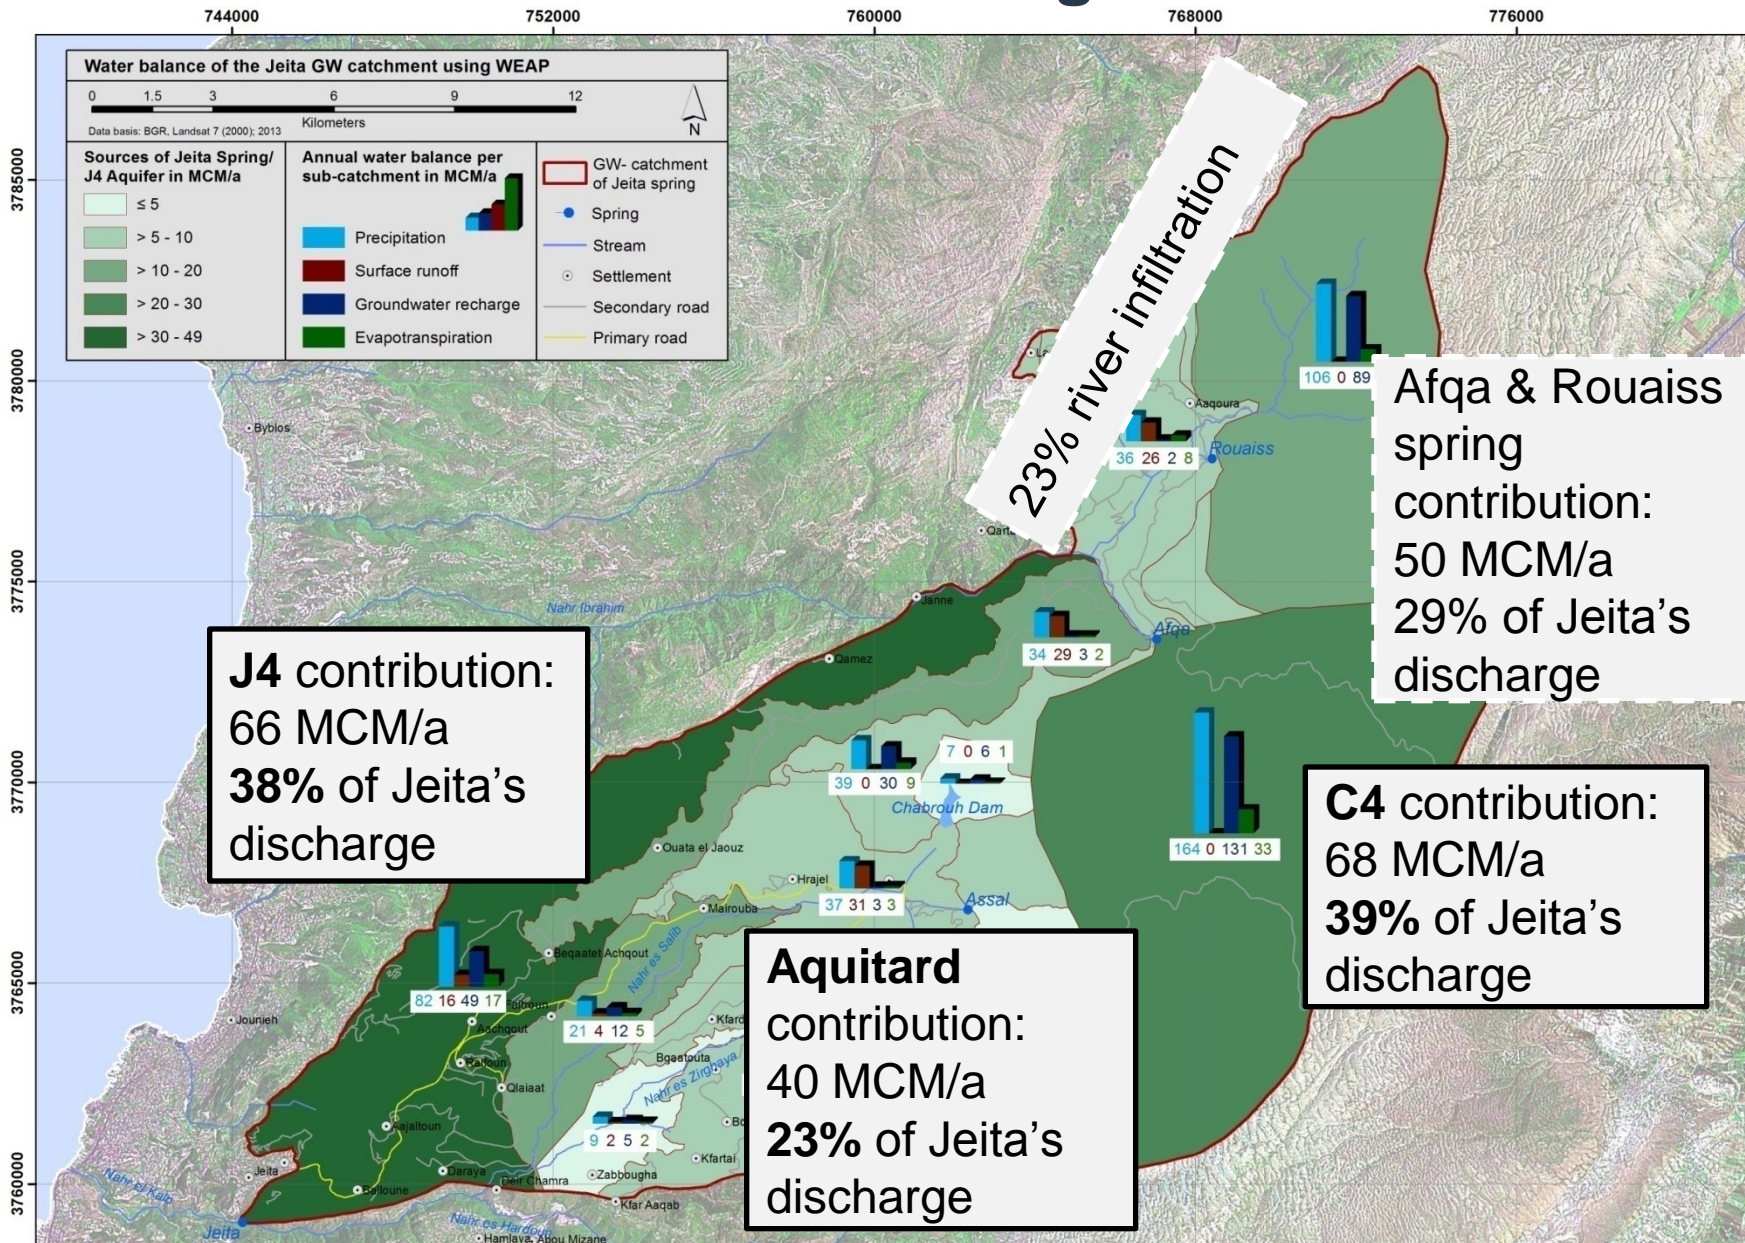 744000
752000
760000
768000
776000
3785000
3780000
3775000
3770000
3765000
3760000
Water balance of the Jeita GW catchment using WEAP
0 1.5 3 6 9 12
Kilometers
Data basis: BGR, Landsat 7 (2000); 2013
N
Sources of Jeita Spring/
J4 Aquifer in MCM/a
≤ 5
> 5 - 10
> 10 - 20
> 20 - 30
> 30 - 49
Annual water balance per
sub-catchment in MCM/a
Precipitation
Surface runoff
Groundwater recharge
Evapotranspiration
GW- catchment
of Jeita spring
Spring
Stream
Settlement
Secondary road
Primary road
23% river infiltration
106 0 89
Afqa & Rouaiss
spring
contribution:
50 MCM/a
29% of Jeita's
discharge
Byblos
Aaqoura
36 26 2 8
Rouaiss
Nahr Ibrahim
Janne
Qamez
34 29 3 2
Afqa
J4 contribution:
66 MCM/a
38% of Jeita's
discharge
39 0 30 9
7 0 6 1
Chabrouh Dam
164 0 131 33
C4 contribution:
68 MCM/a
39% of Jeita's
discharge
Ouata el Jaouz
Hrajel
37 31 3 3
Mairouba
Assal
Nahr es Salib
Beqaatet Achqout
82 16 49 17
Faitroun
21 4 12 5
Jounieh
Aachqout
Raifoun
Qlaiaat
Bqaatouta
Nahr es Zirghaya
Aajaltoun
9 2 5 2
Kfartai
Zabbougha
Aquitard
contribution:
40 MCM/a
23% of Jeita's
discharge
Jeita
Daraya
Deir Chamra
Balloune
Kfar Aaqab
Nahr el Kalb
Nahr es Hardoun
Jeita
Hamlaya, Abou Mizane